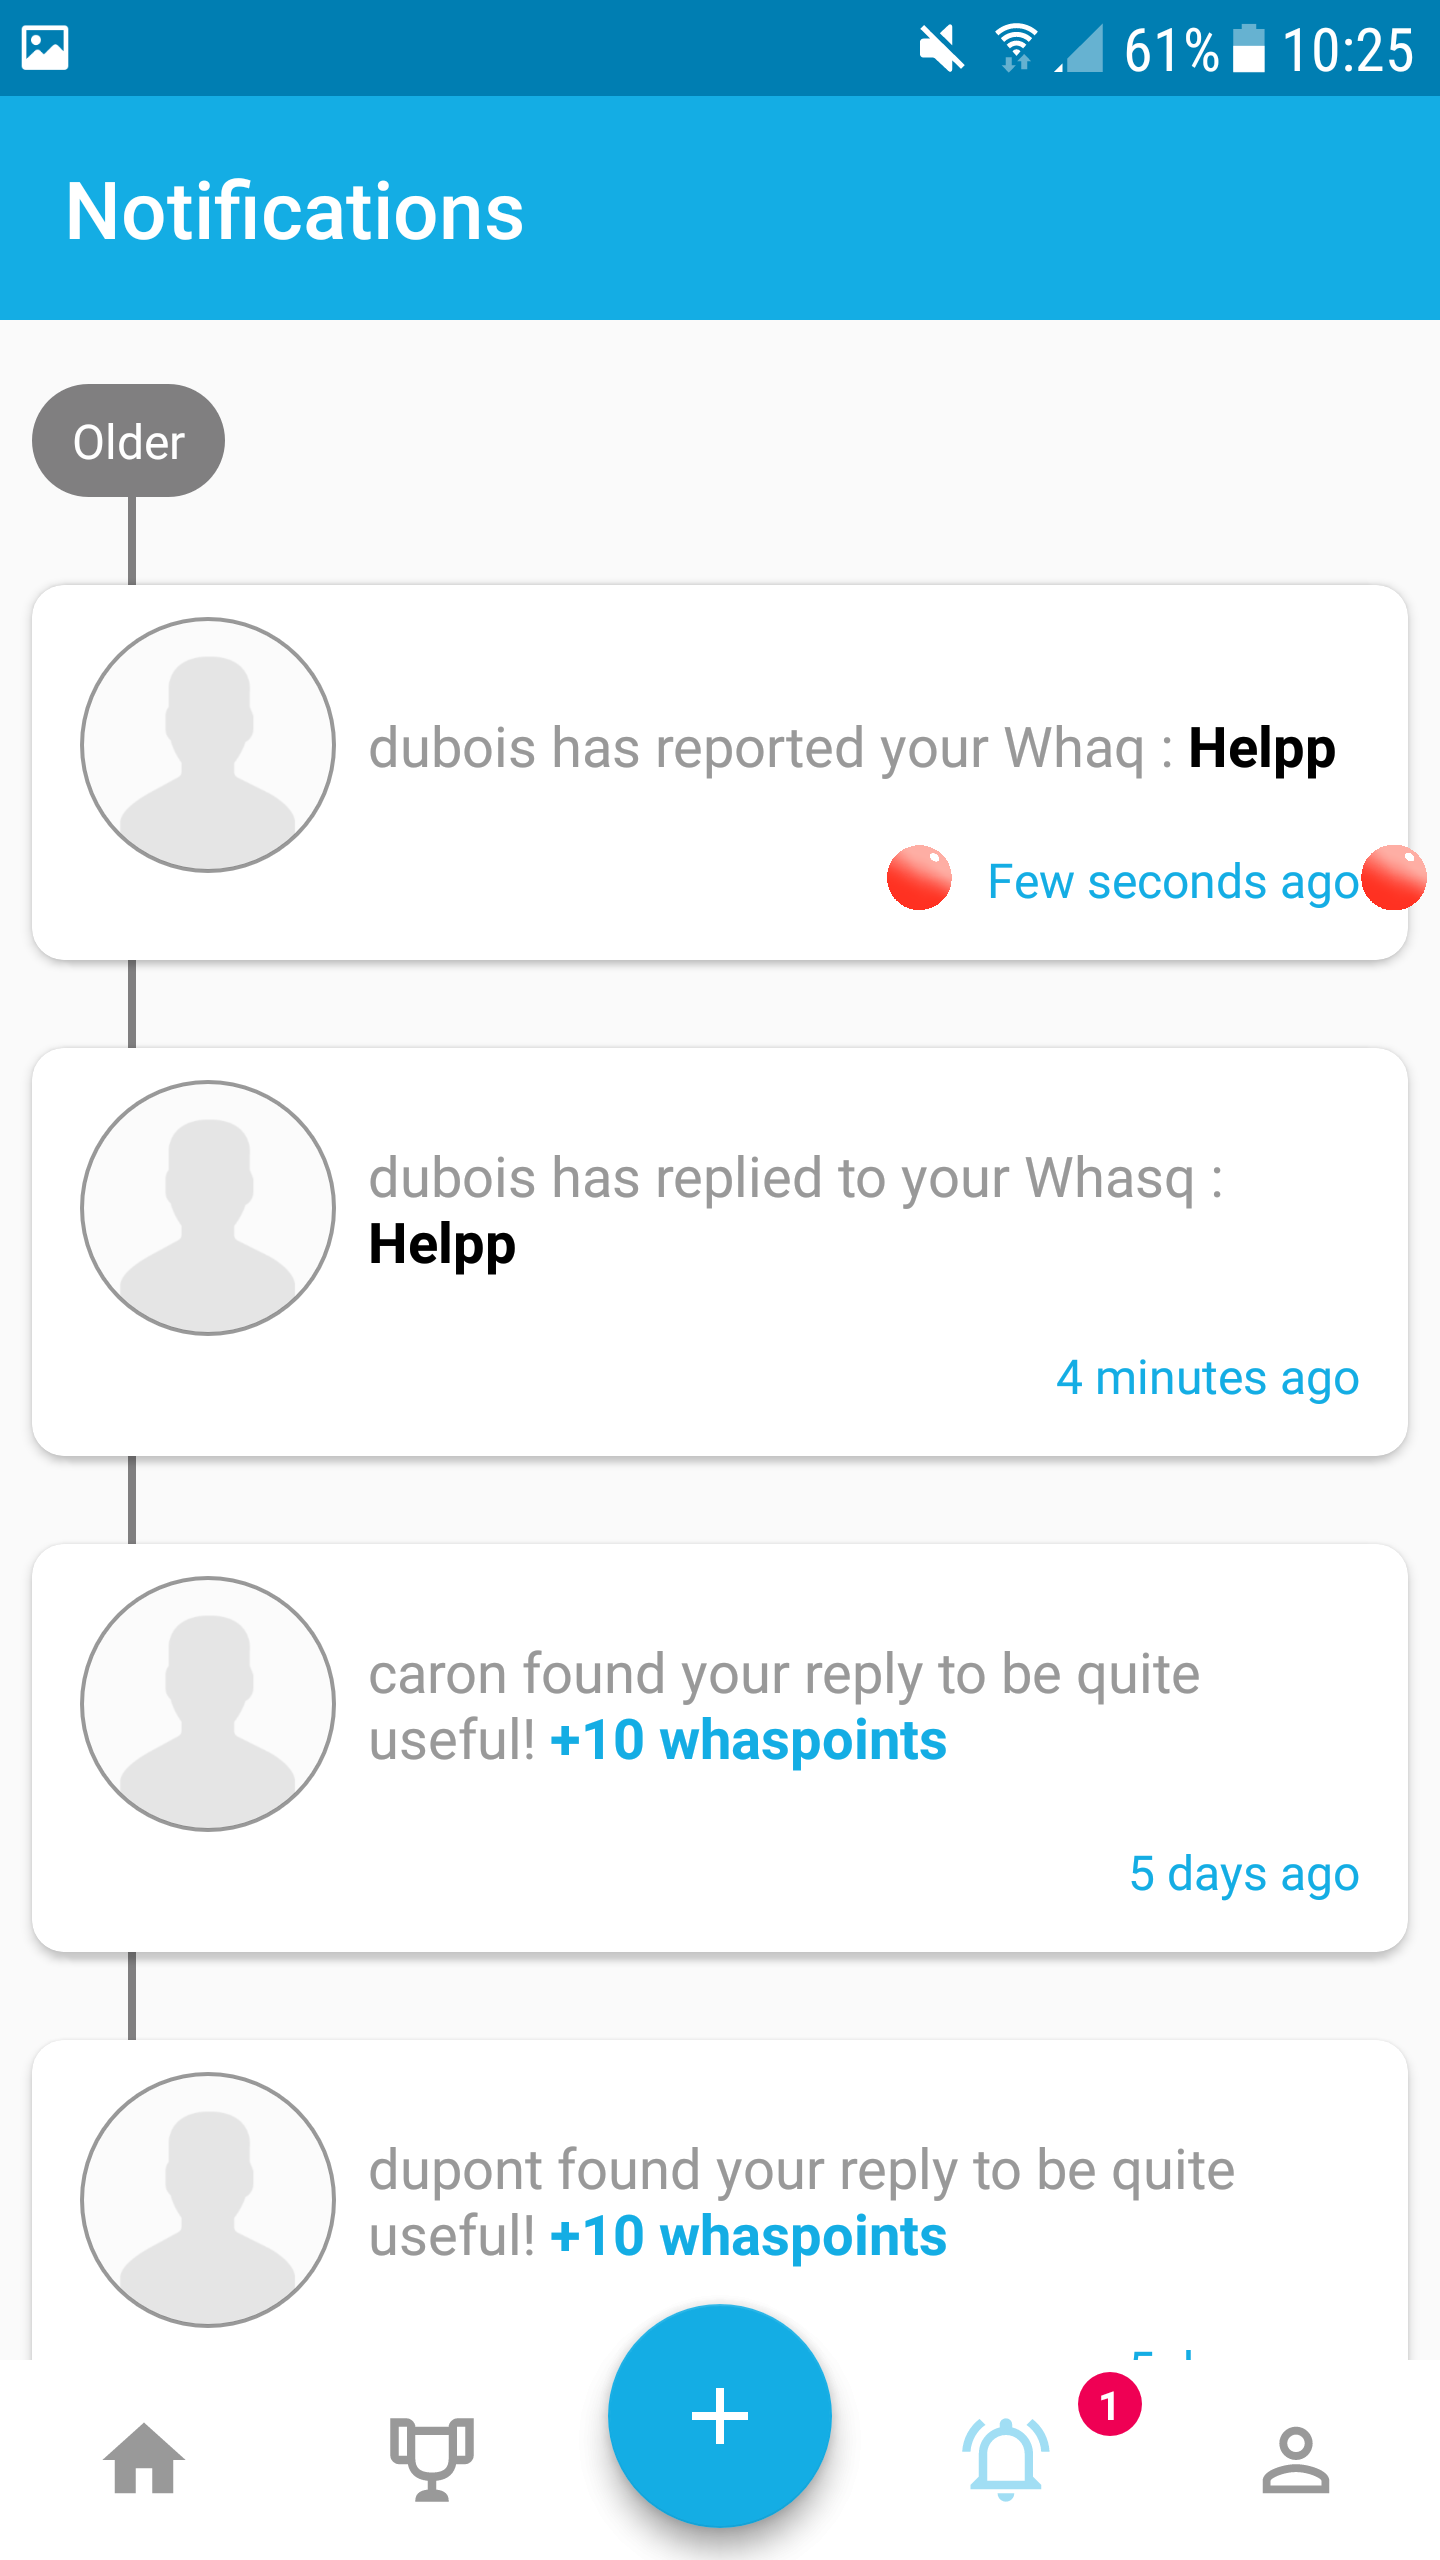 61% 10:25
Notifications
Older
dubois has reported your Whaq : Helpp
Few seconds ago
dubois has replied to your Whasq :
Helpp
4 minutes ago
caron found your reply to be quite
useful! +10 whaspoints
5 days ago
dupont found your reply to be quite
useful! +10 whaspoints
1